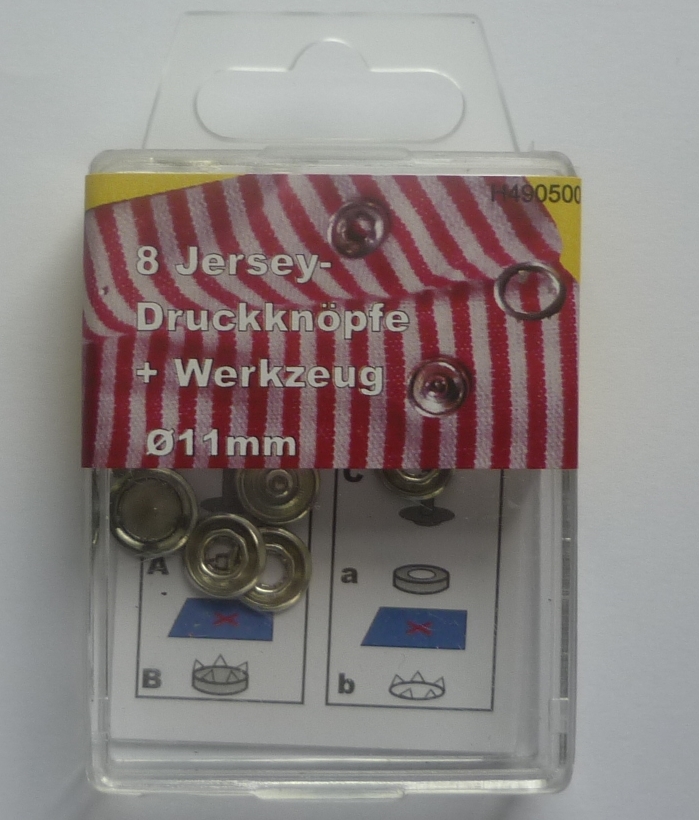 H490500
8 Jersey-
Druckknöpfe
+ Werkzeug
Ø11mm
C
A
a
B
b